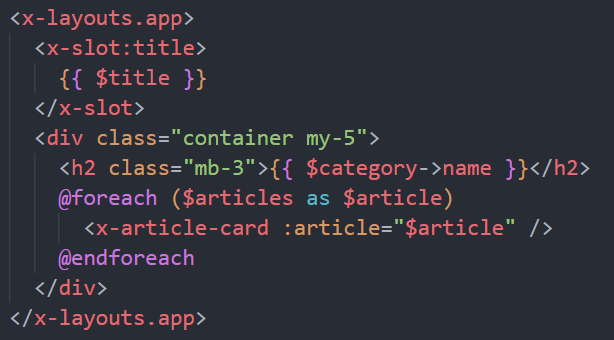 <x-layouts.app>
  <x-slot:title>
    {{ $title }}
  </x-slot>
  <div class="container my-5">
    <h2 class="mb-3">{{ $category->name }}</h2>
    @foreach ($articles as $article)
      <x-article-card :article="$article" />
    @endforeach
  </div>
</x-layouts.app>